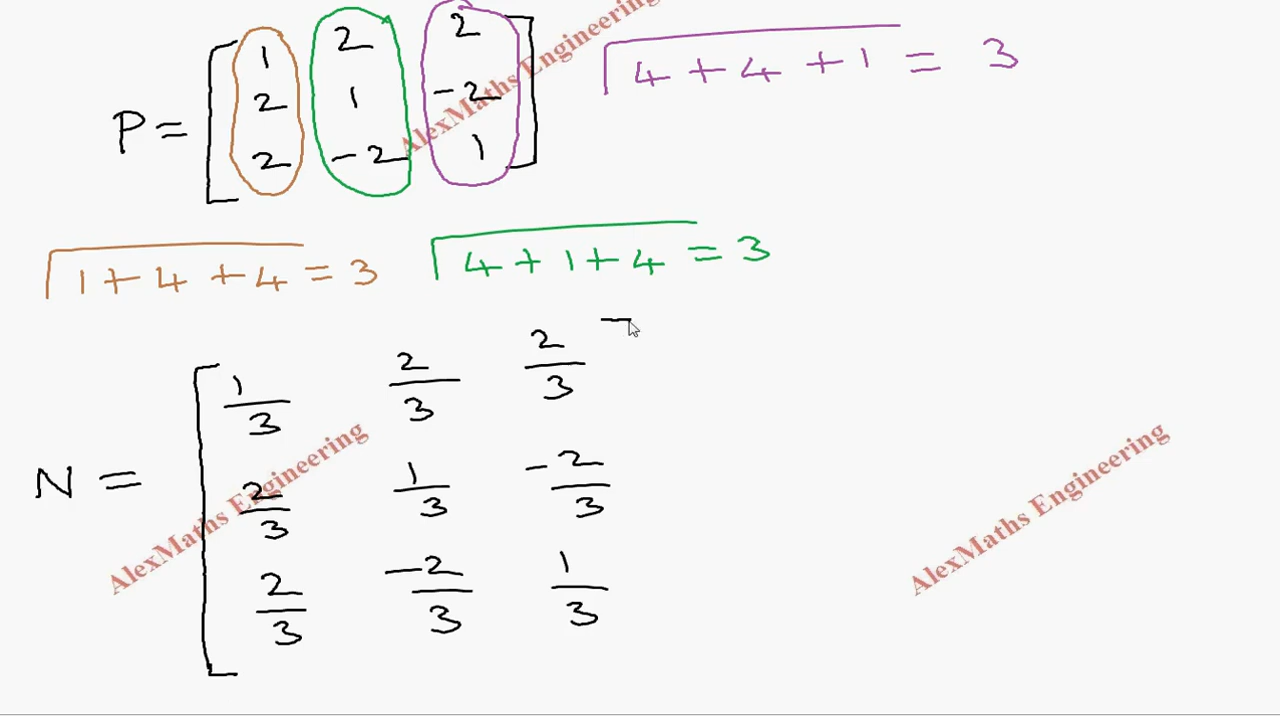 1 2 2
P = 2 1 -2
2 -2 1
√4 + 4 + 1 = 3
√1 + 4 + 4 = 3
√4 + 1 + 4 = 3
1/3 2/3 2/3
N = 2/3 1/3 -2/3
2/3 -2/3 1/3
AlexMaths Engineering
AlexMaths Engineering
AlexMaths Engineering